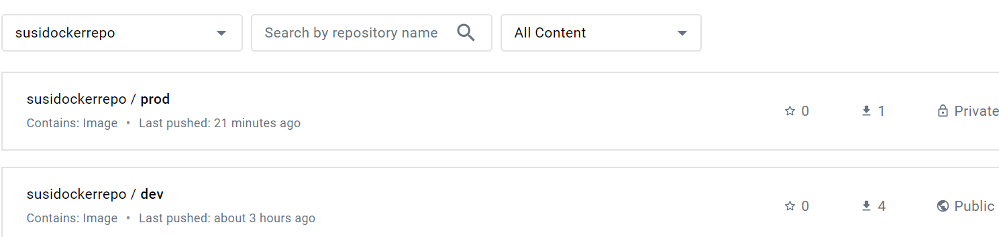 susidockerrepo Search by repository name All Content
susidockerrepo / prod
Contains: Image • Last pushed: 21 minutes ago
0 1 Private
susidockerrepo / dev
Contains: Image • Last pushed: about 3 hours ago
0 4 Public